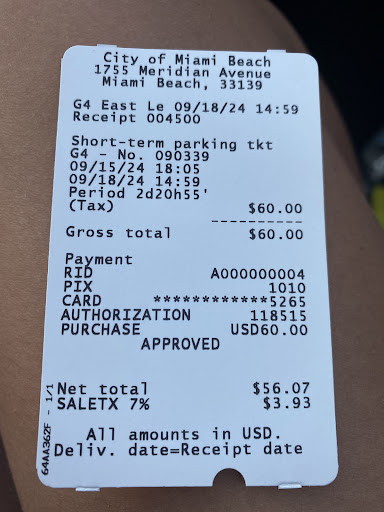 City of Miami Beach
1755 Meridian Avenue
Miami Beach, 33139
G4 East Le 09/18/24 14:59
Receipt 004500
Short-term parking tkt
G4 - No. 090339
09/15/24 18:05
09/18/24 14:59
Period 2d20h55'
(Tax) $60.00
Gross total $60.00
Payment
RID A000000004
PIX 1010
CARD ************5265
AUTHORIZATION 118515
PURCHASE USD60.00
APPROVED
Net total $56.07
SALETX 7% $3.93
All amounts in USD.
Deliv. date=Receipt date
64AA362F - 1/1